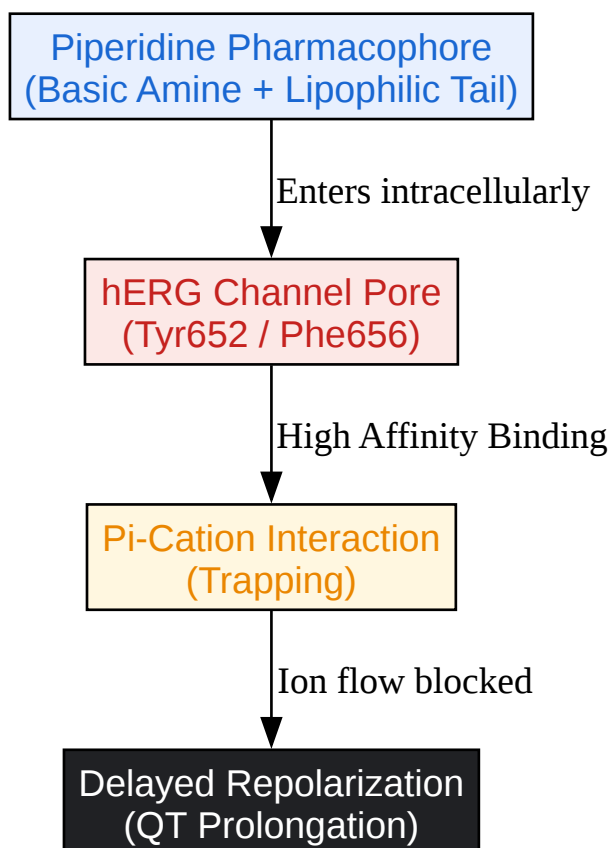 Piperidine Pharmacophore
(Basic Amine + Lipophilic Tail)
Enters intracellularly
hERG Channel Pore
(Tyr652 / Phe656)
High Affinity Binding
Pi-Cation Interaction
(Trapping)
Ion flow blocked
Delayed Repolarization
(QT Prolongation)